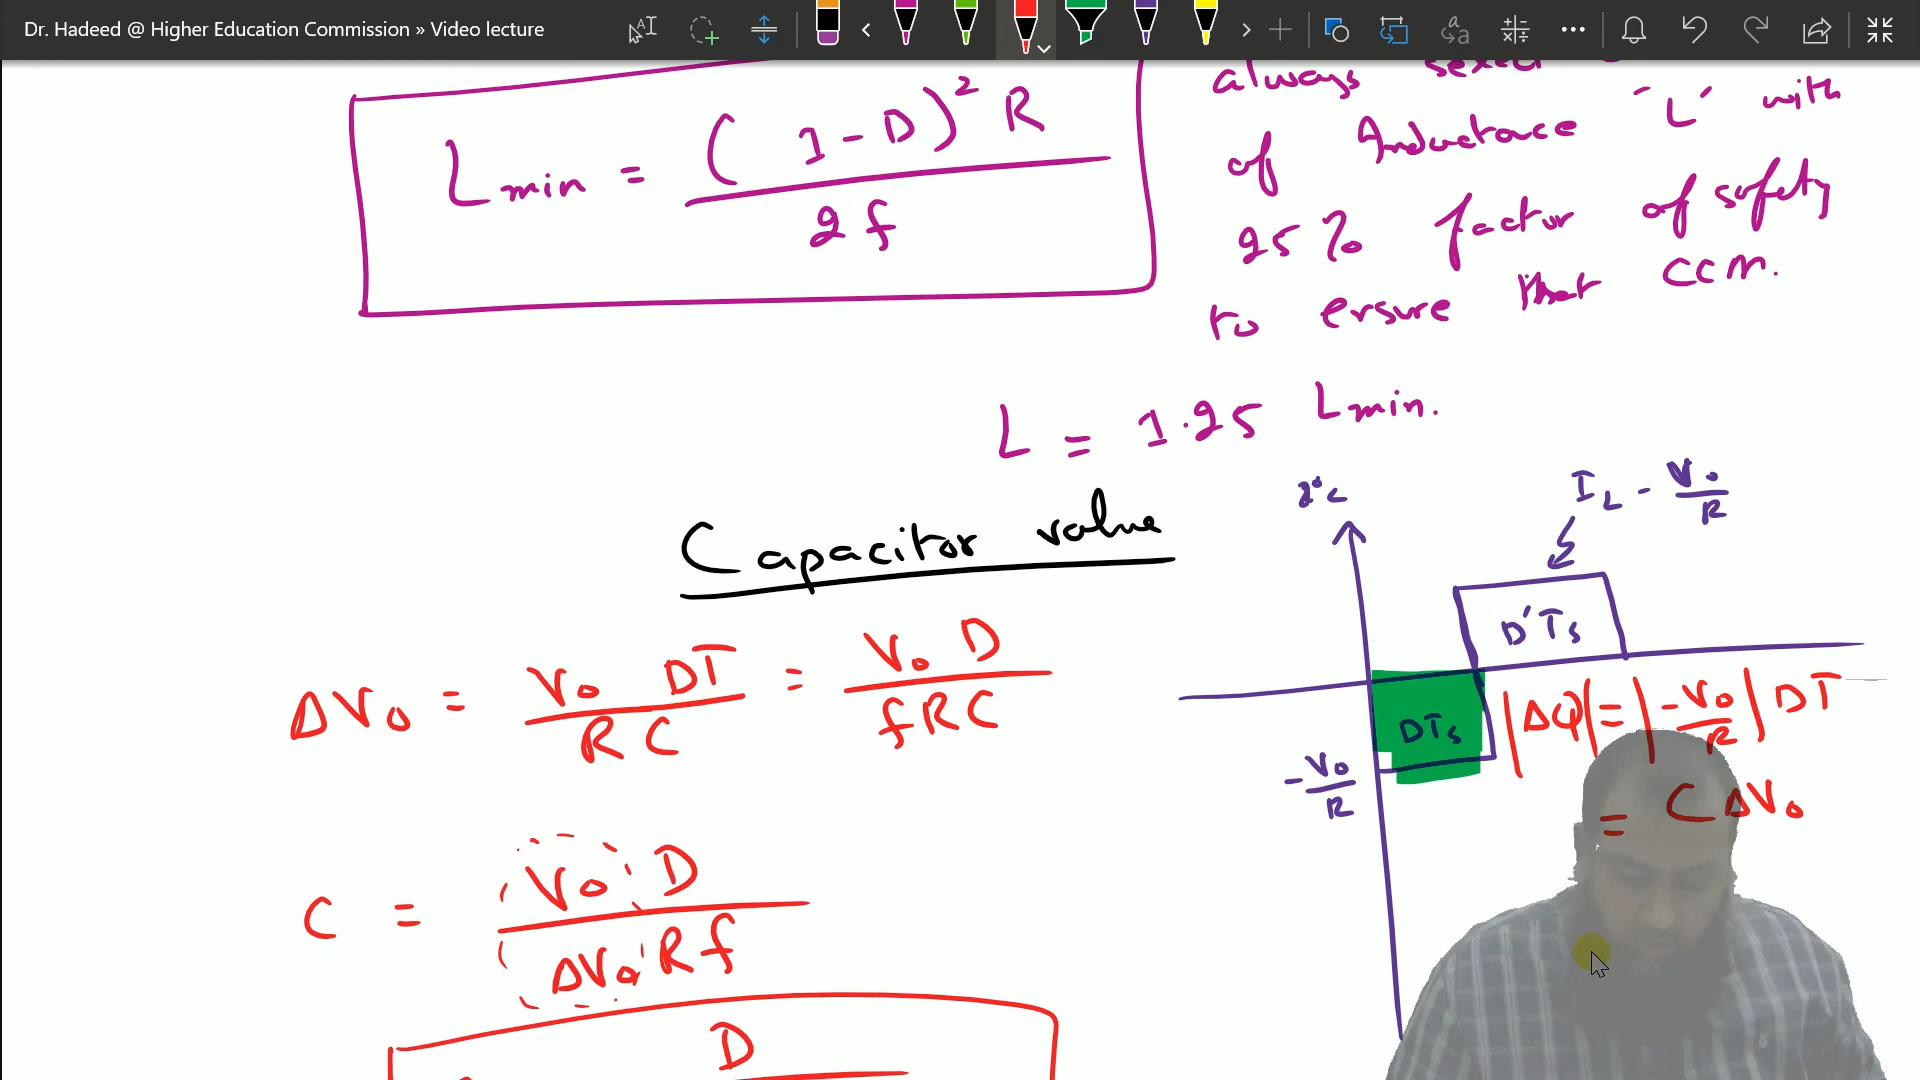 Dr. Hadeed @ Higher Education Commission » Video lecture
always select
of Inductance "L" with
25% factor of safety
to ensure that CCM.
Lmin = (1-D)² R / 2f
L = 1.25 Lmin.
Capacitor value
ic
IL - Vo/R
D'Ts
DTs
-Vo/R
|ΔQ| = |-Vo/R| DT
= CΔVo
ΔVo = Vo DT / RC = Vo D / fRC
C = Vo D / ΔVo Rf
D